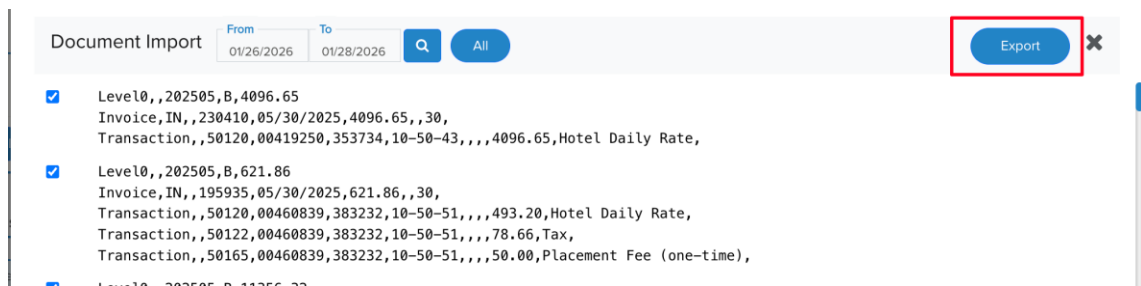 Document Import
From
01/26/2026
To
01/28/2026
All
Export
Level0,,202505,B,4096.65
Invoice,IN,,230410,05/30/2025,4096.65,,30,
Transaction,,50120,00419250,353734,10-50-43,,,,4096.65,Hotel Daily Rate,
Level0,,202505,B,621.86
Invoice,IN,,195935,05/30/2025,621.86,,30,
Transaction,,50120,00460839,383232,10-50-51,,,,493.20,Hotel Daily Rate,
Transaction,,50122,00460839,383232,10-50-51,,,,78.66,Tax,
Transaction,,50165,00460839,383232,10-50-51,,,,50.00,Placement Fee (one-time),